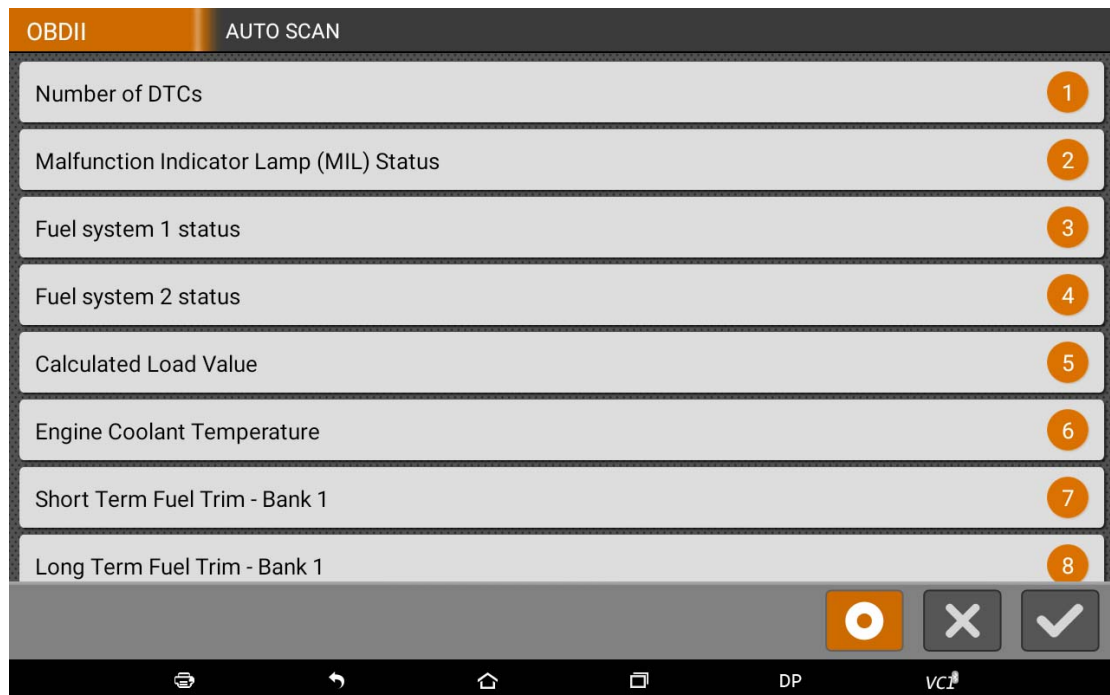 OBDII AUTO SCAN
Number of DTCs 1
Malfunction Indicator Lamp (MIL) Status 2
Fuel system 1 status 3
Fuel system 2 status 4
Calculated Load Value 5
Engine Coolant Temperature 6
Short Term Fuel Trim - Bank 1 7
Long Term Fuel Trim - Bank 1 8
DP VCI